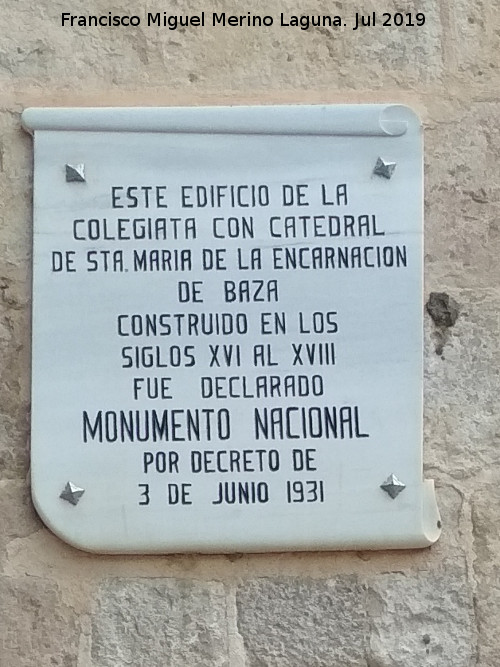 Francisco Miguel Merino Laguna. Jul 2019
ESTE EDIFICIO DE LA
COLEGIATA CON CATEDRAL
DE STA. MARIA DE LA ENCARNACION
DE BAZA
CONSTRUIDO EN LOS
SIGLOS XVI AL XVIII
FUE DECLARADO
MONUMENTO NACIONAL
POR DECRETO DE
3 DE JUNIO 1931